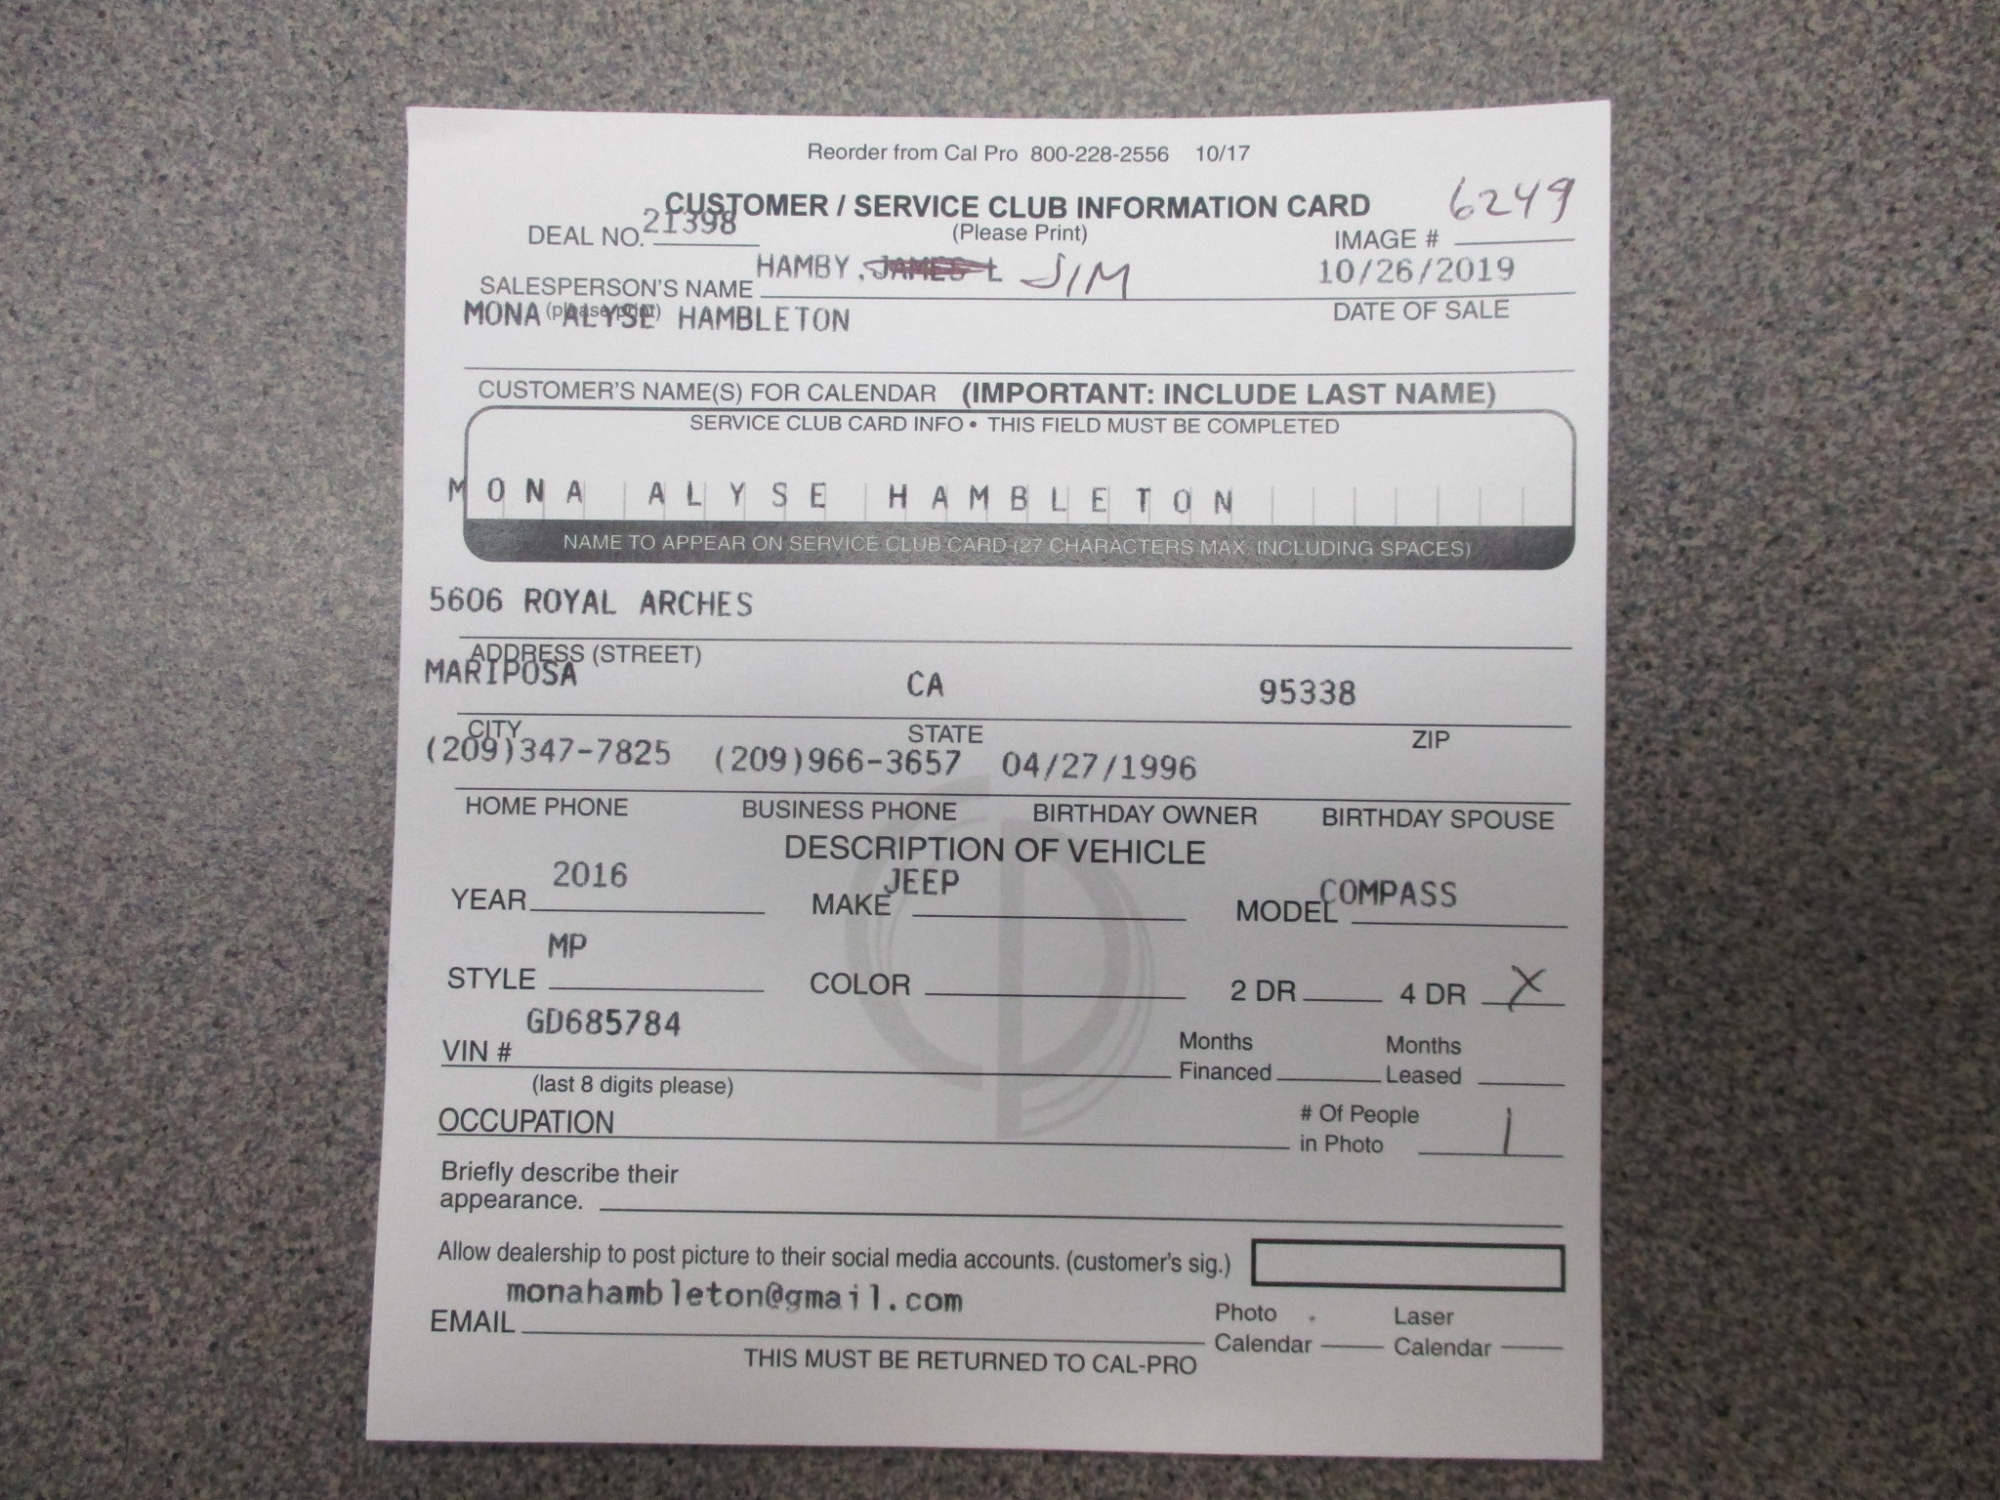 Reorder from Cal Pro 800-228-2556 10/17
CUSTOMER / SERVICE CLUB INFORMATION CARD 6249
DEAL NO. 21398 (Please Print) IMAGE #
SALESPERSON'S NAME HAMBY, JAMES L JIM 10/26/2019
(please print) DATE OF SALE
MONA ALYSE HAMBLETON
CUSTOMER'S NAME(S) FOR CALENDAR (IMPORTANT: INCLUDE LAST NAME)
SERVICE CLUB CARD INFO • THIS FIELD MUST BE COMPLETED
MONA ALYSE HAMBLETON
NAME TO APPEAR ON SERVICE CLUB CARD (27 CHARACTERS MAX. INCLUDING SPACES)
5606 ROYAL ARCHES
ADDRESS (STREET)
MARIPOSA CA 95338
CITY STATE ZIP
(209)347-7825 (209)966-3657 04/27/1996
HOME PHONE BUSINESS PHONE BIRTHDAY OWNER BIRTHDAY SPOUSE
DESCRIPTION OF VEHICLE
YEAR 2016 MAKE JEEP MODEL COMPASS
STYLE MP COLOR 2 DR 4 DR X
VIN # GD685784 Months Financed Months Leased
(last 8 digits please)
OCCUPATION # Of People in Photo 1
Briefly describe their
appearance.
Allow dealership to post picture to their social media accounts. (customer's sig.)
EMAIL monahambleton@gmail.com Photo Calendar Laser Calendar
THIS MUST BE RETURNED TO CAL-PRO